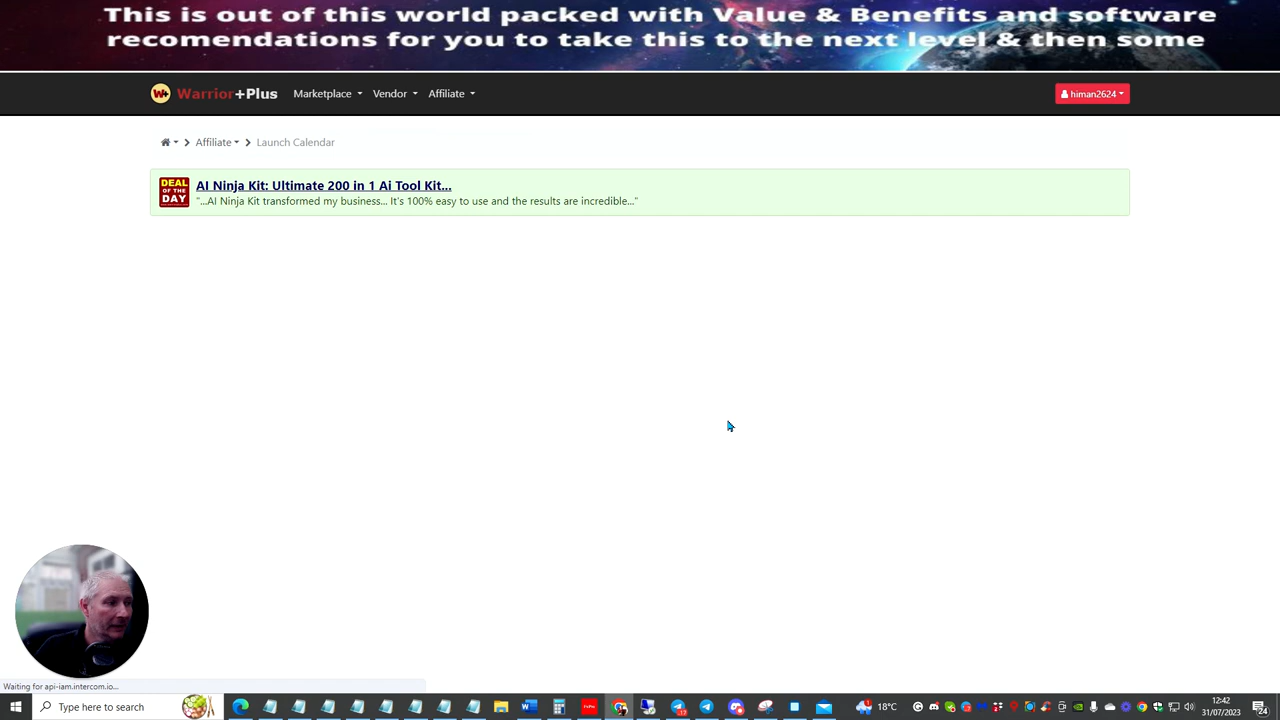 This is out of this world packed with Value & Benefits and software
recomendations for you to take this to the next level & then some
Warrior+Plus Marketplace Vendor Affiliate himan2624
Affiliate Launch Calendar
DEAL OF THE DAY
AI Ninja Kit: Ultimate 200 in 1 Ai Tool Kit...
"...AI Ninja Kit transformed my business... It's 100% easy to use and the results are incredible..."
Waiting for api-iam.intercom.io...
Type here to search
18°C
12:42
31/07/2023